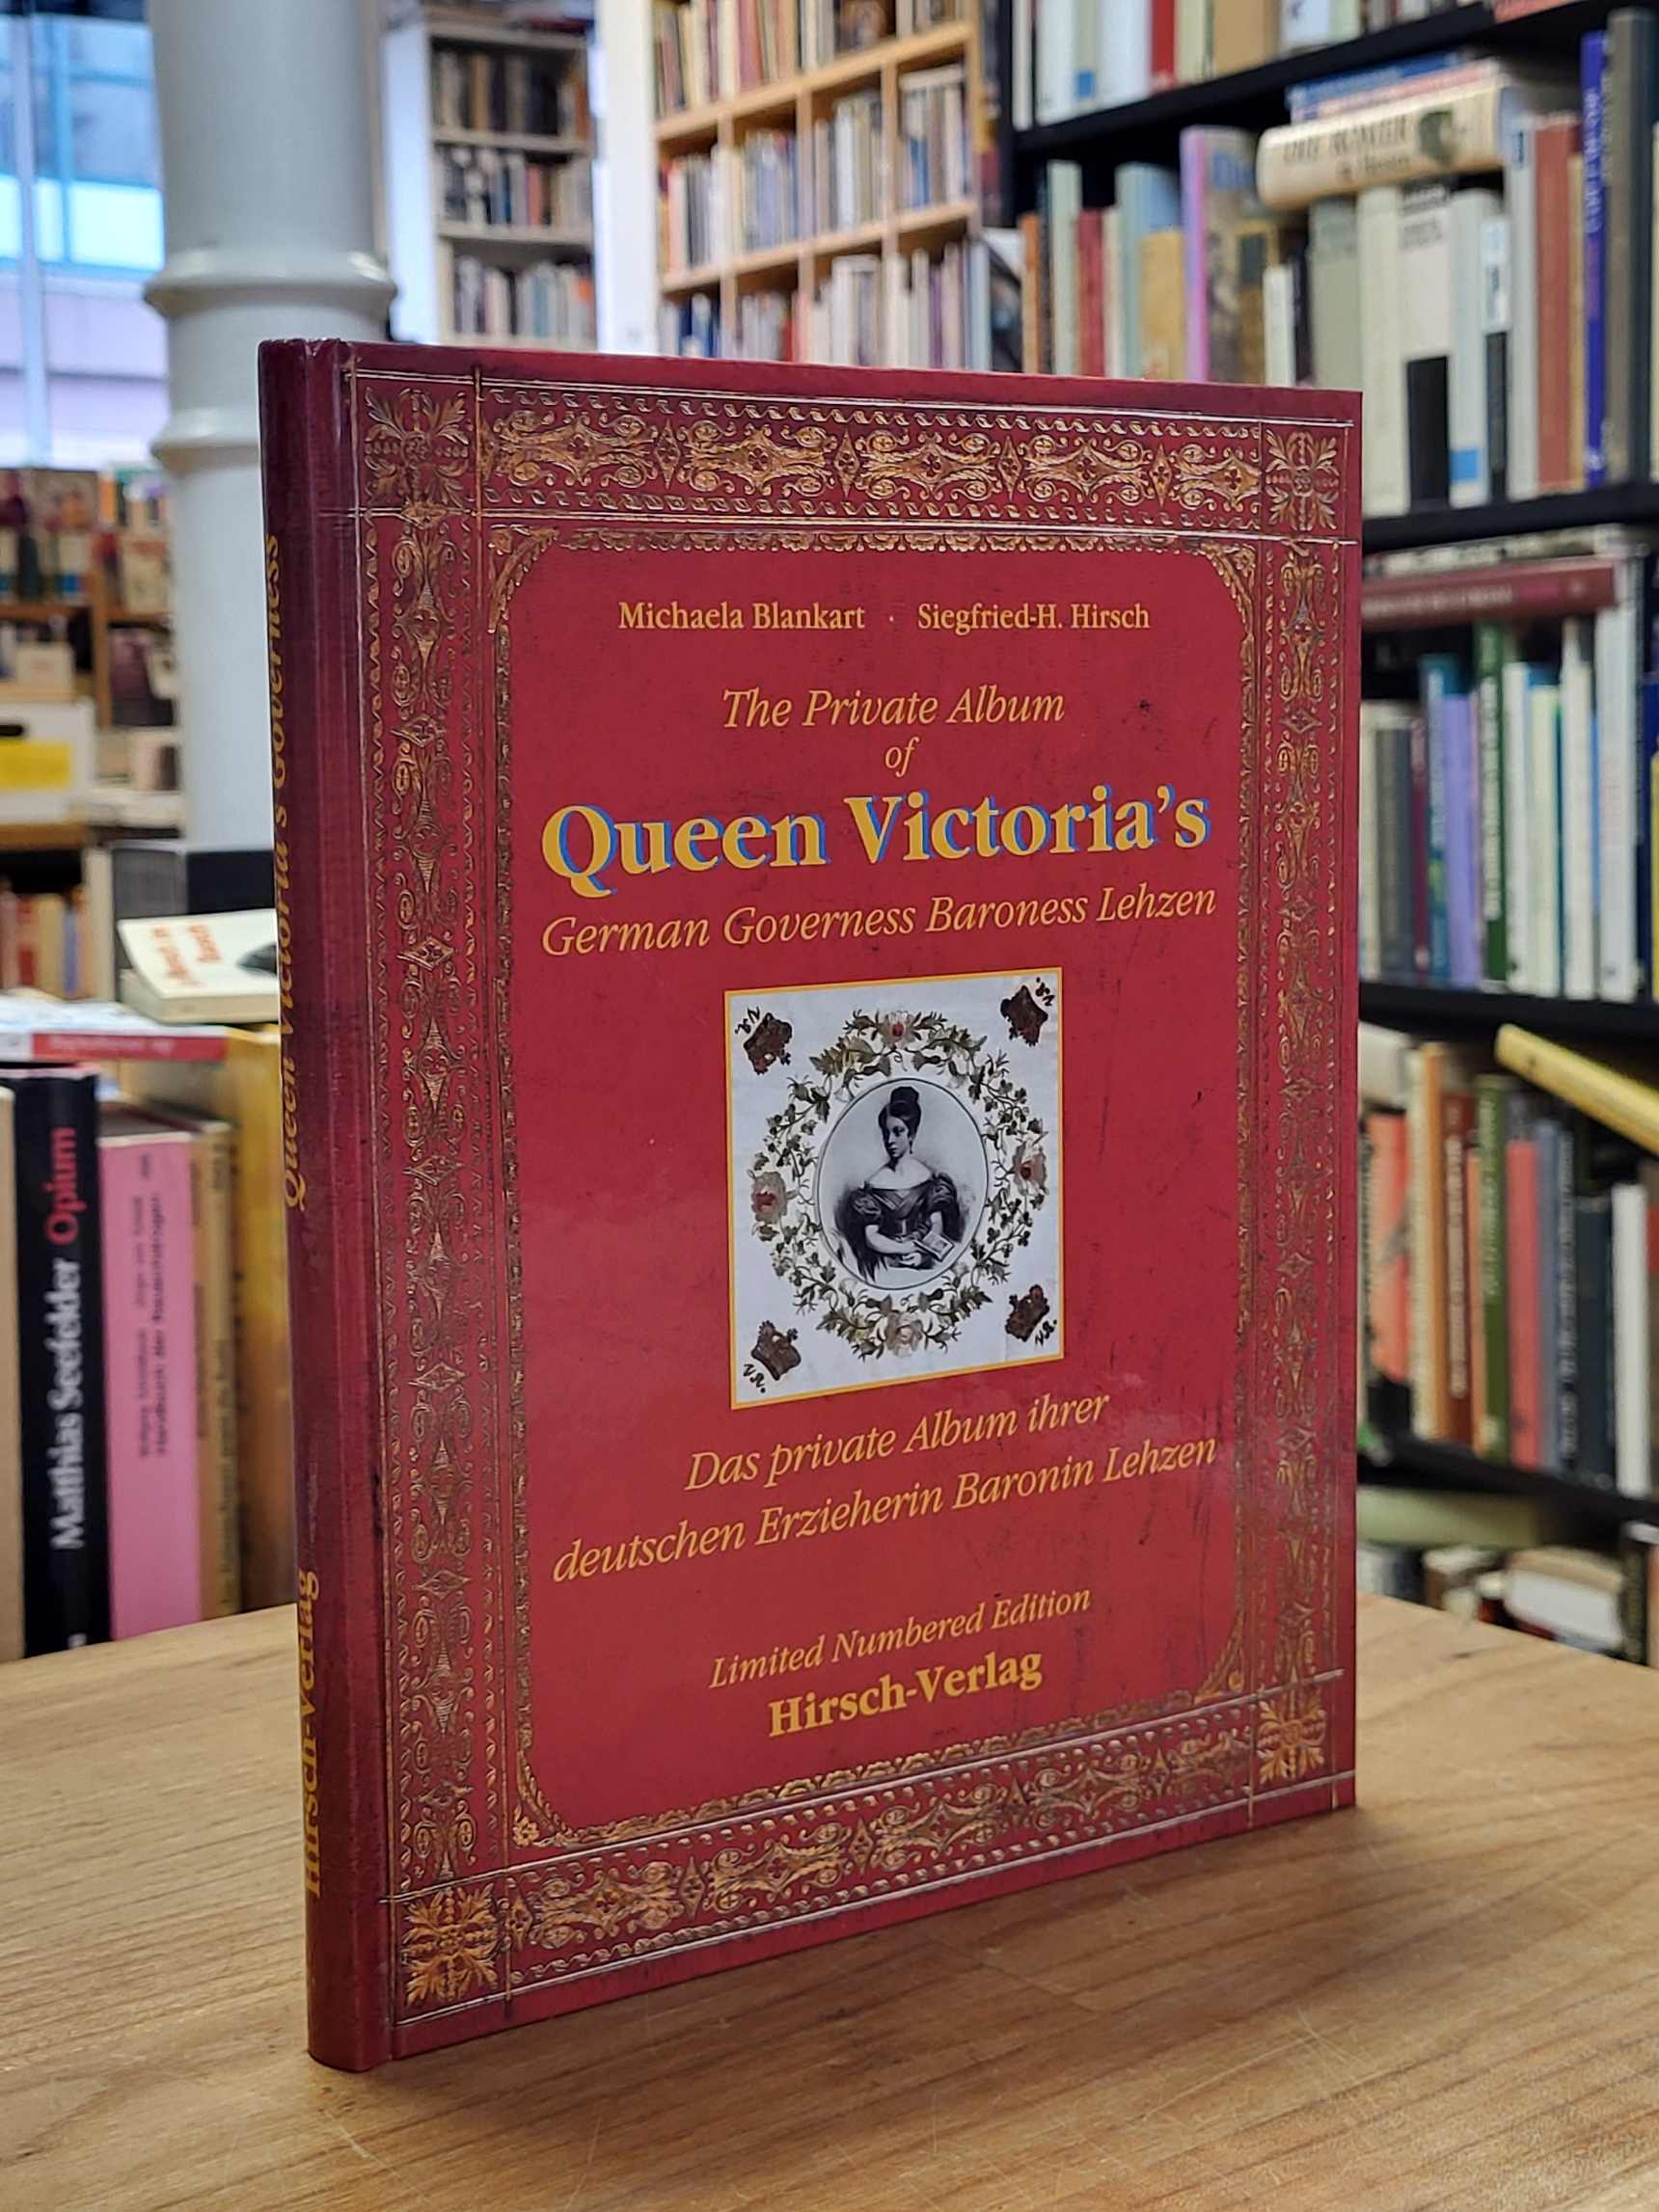 Michaela Blankart · Siegfried-H. Hirsch
The Private Album
of
Queen Victoria's
German Governess Baroness Lehzen
Das private Album ihrer
deutschen Erzieherin Baronin Lehzen
Limited Numbered Edition
Hirsch-Verlag
Queen Victoria's Governess
Hirsch-Verlag
Matthias Seefelder Opium